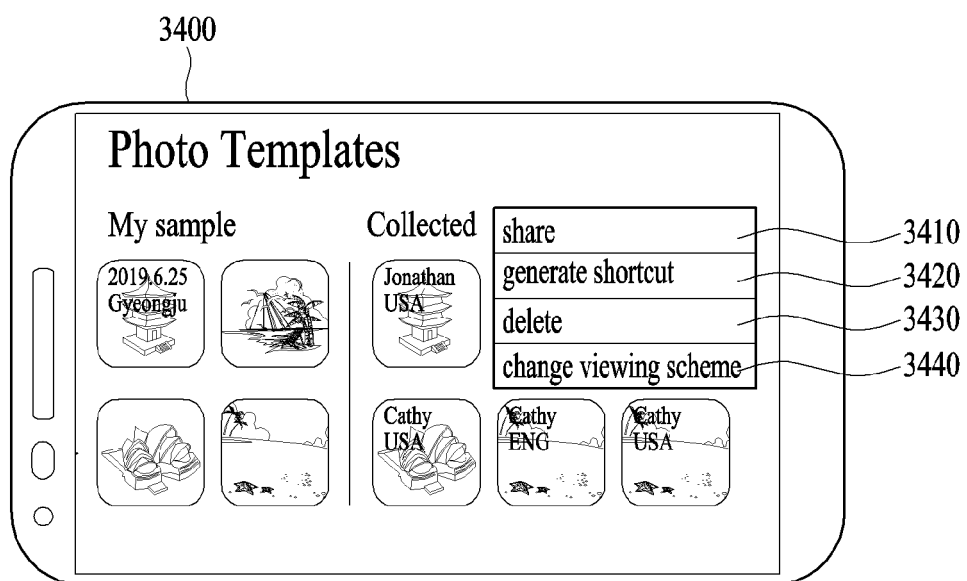 3400
Photo Templates
My sample
Collected
share
3410
generate shortcut
3420
delete
3430
change viewing scheme
3440
2019.6.25
Gyeongju
Jonathan
USA
Cathy
USA
Cathy
ENG
Cathy
USA